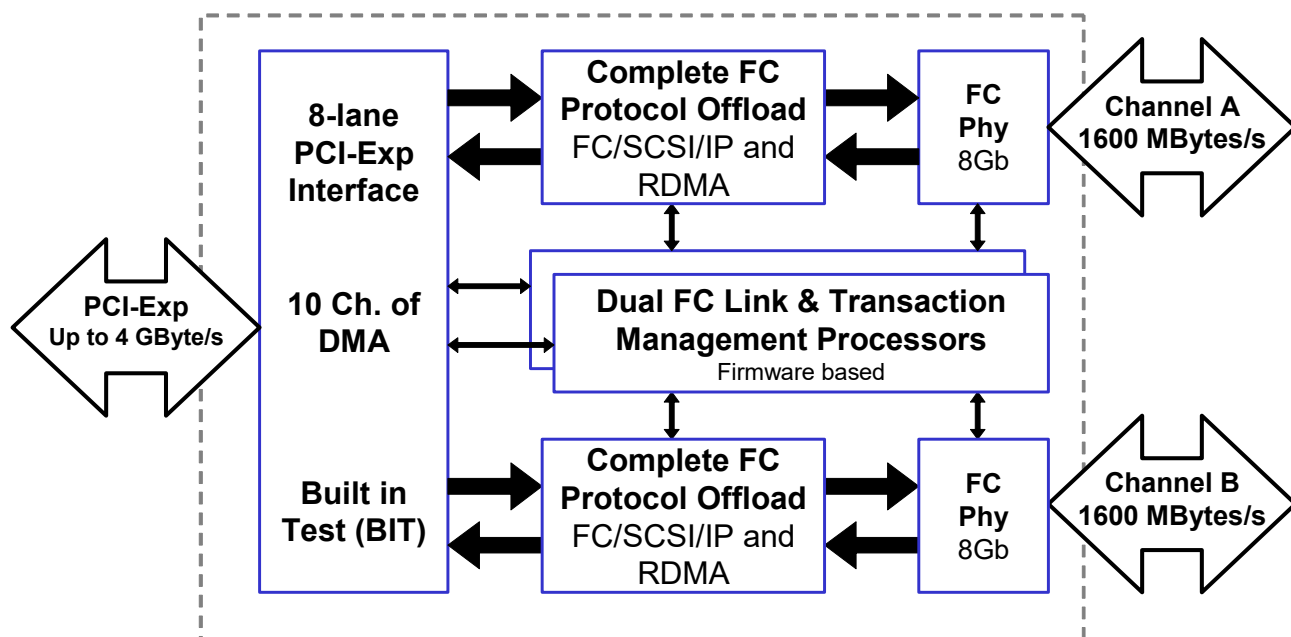 8-lane
PCI-Exp
Interface
10 Ch. of
DMA
Built in
Test (BIT)
PCI-Exp
Up to 4 GByte/s
Complete FC
Protocol Offload
FC/SCSI/IP and
RDMA
FC
Phy
8Gb
Channel A
1600 MBytes/s
Dual FC Link & Transaction
Management Processors
Firmware based
Complete FC
Protocol Offload
FC/SCSI/IP and
RDMA
FC
Phy
8Gb
Channel B
1600 MBytes/s